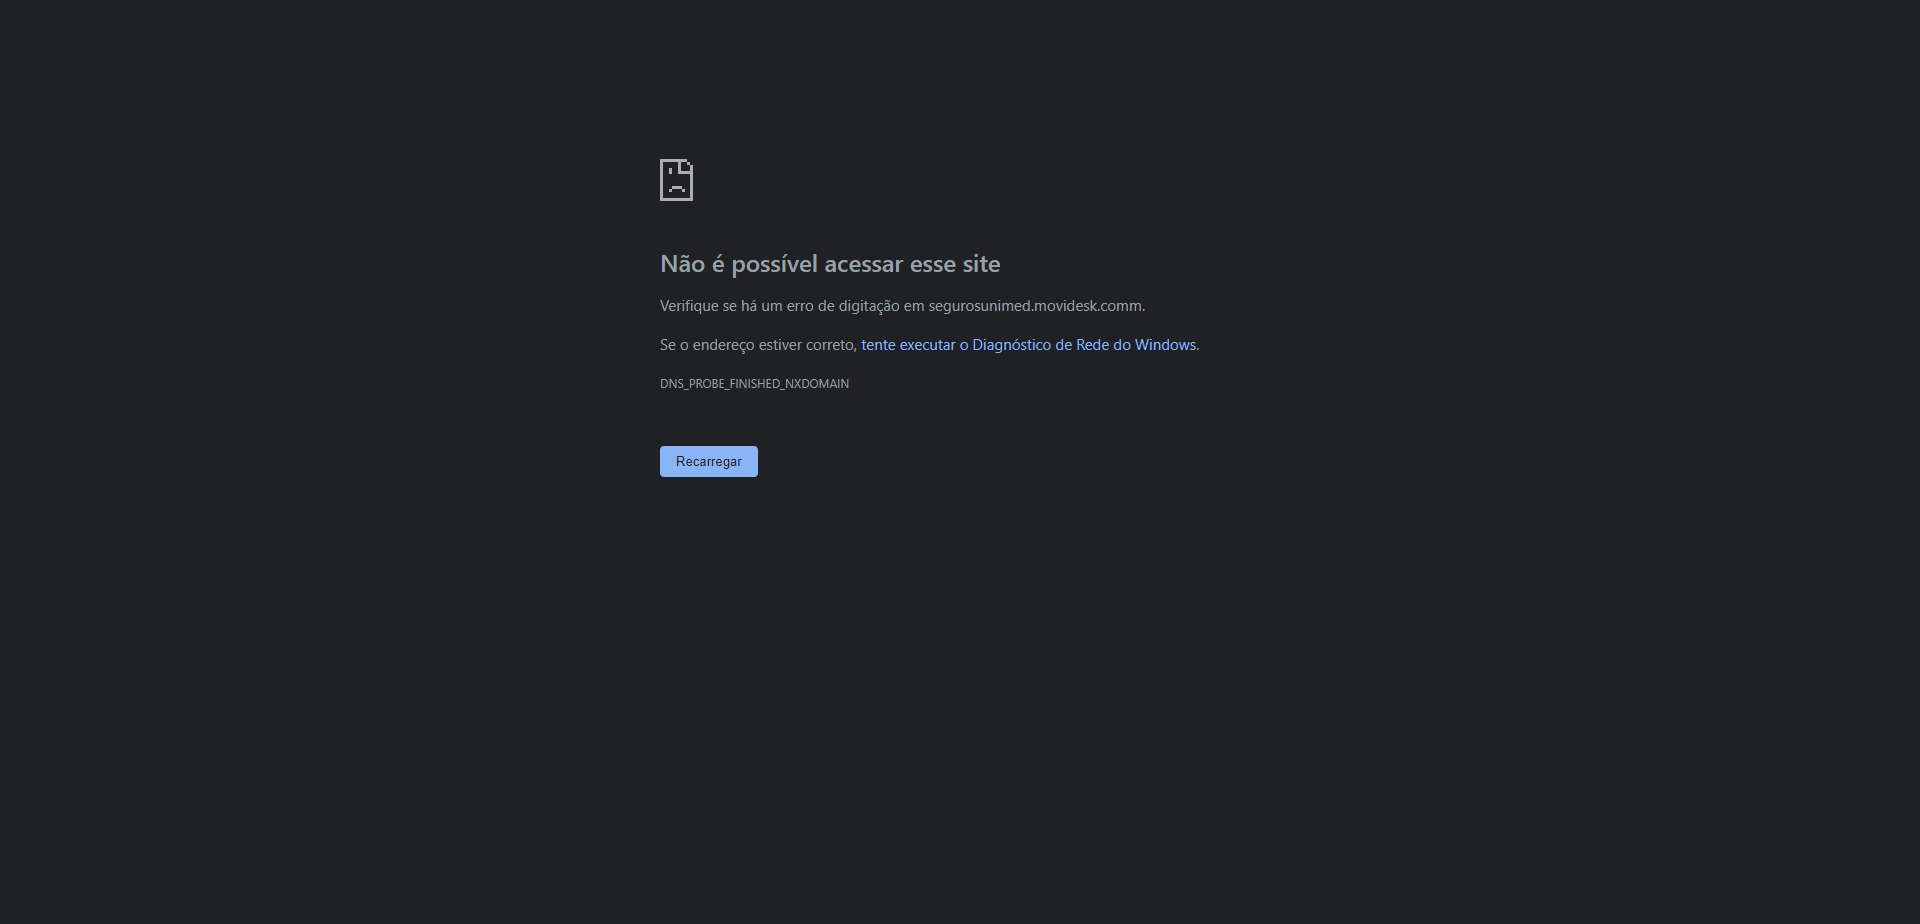 Não é possível acessar esse site
Verifique se há um erro de digitação em segurosunimed.movidesk.comm.
Se o endereço estiver correto, tente executar o Diagnóstico de Rede do Windows.
DNS_PROBE_FINISHED_NXDOMAIN
Recarregar